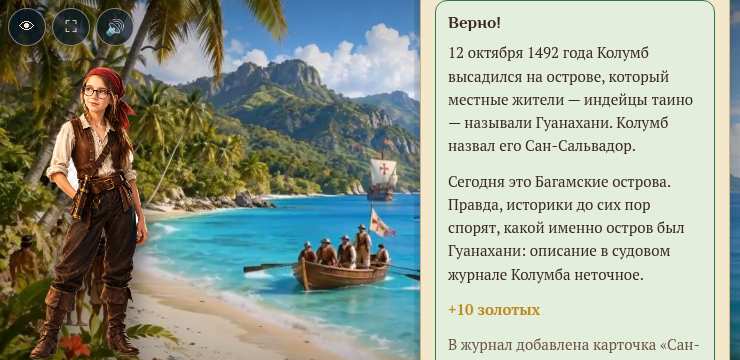 Верно!
12 октября 1492 года Колумб
высадился на острове, который
местные жители — индейцы таино
— называли Гуанахани. Колумб
назвал его Сан-Сальвадор.
Сегодня это Багамские острова.
Правда, историки до сих пор
спорят, какой именно остров был
Гуанахани: описание в судовом
журнале Колумба неточное.
+10 золотых
В журнал добавлена карточка «Сан-